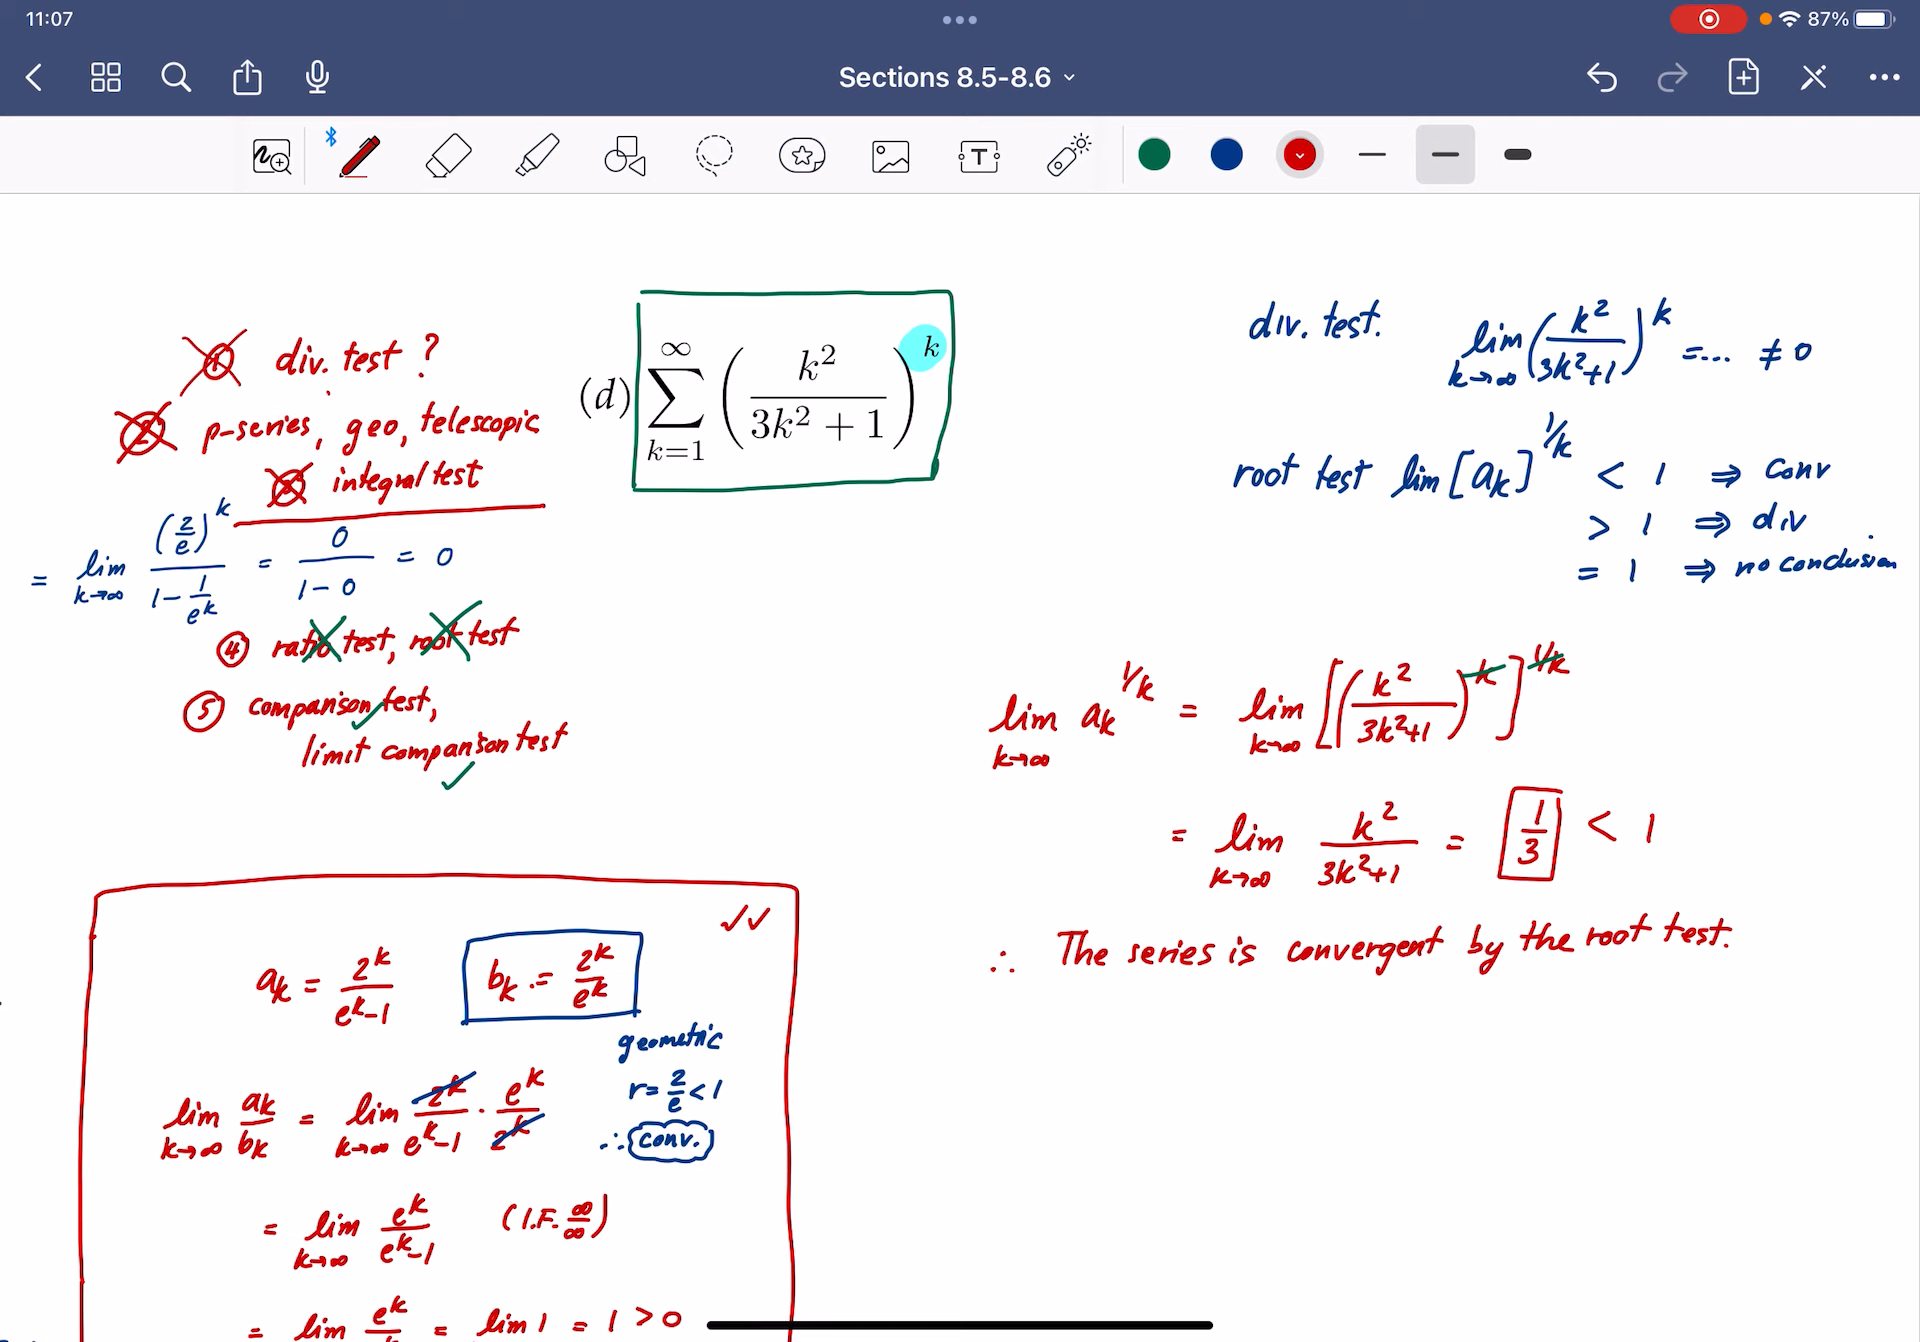 11:07
87%
Sections 8.5-8.6
① div. test ?
② p-series, geo, telescopic
③ integral test
= lim k→∞ (2/e)^k / (1 - 1/e^k) = 0/(1-0) = 0
④ ratio test, root test
⑤ comparison test,
limit comparison test
(d) ∑_{k=1}^{∞} (k²/(3k²+1))^k
div. test. lim k→∞ (k²/(3k²+1))^k =... ≠ 0
root test lim [a_k]^{1/k} < 1 ⇒ conv
> 1 ⇒ div
= 1 ⇒ no conclusion
lim k→∞ a_k^{1/k} = lim k→∞ [(k²/(3k²+1))^k]^{1/k}
= lim k→∞ k²/(3k²+1) = 1/3 < 1
∴ The series is convergent by the root test.
✓✓
a_k = 2^k/(e^k-1) b_k := 2^k/e^k
geometric
r = 2/e < 1
∴ conv.
lim k→∞ a_k/b_k = lim k→∞ 2^k/(e^k-1) · e^k/2^k
= lim k→∞ e^k/(e^k-1) (I.F. ∞/∞)
= lim e^k = lim 1 = 1 > 0